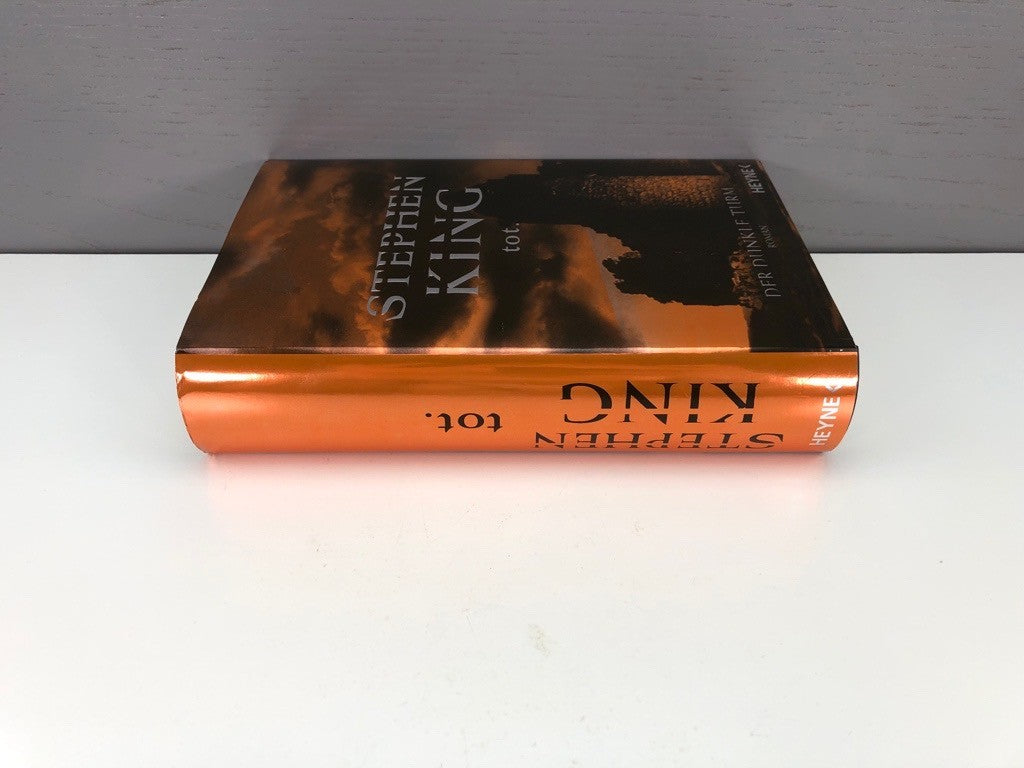 STEPHEN
KING
tot.
DER DUNKLE TURM
ROMAN
HEYNE
STEPHEN
KING
tot.
HEYNE